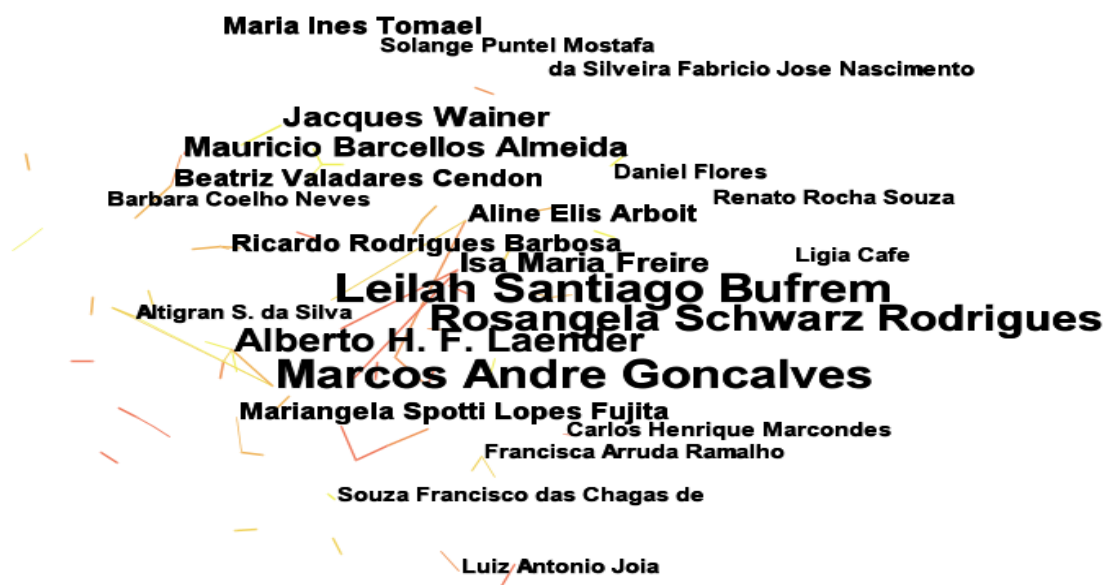 Maria Ines Tomael
Solange Puntel Mostafa
da Silveira Fabricio Jose Nascimento
Jacques Wainer
Mauricio Barcellos Almeida
Daniel Flores
Beatriz Valadares Cendon
Barbara Coelho Neves
Renato Rocha Souza
Aline Elis Arboit
Ricardo Rodrigues Barbosa
Ligia Cafe
Isa Maria Freire
Leilah Santiago Bufrem
Altigran S. da Silva
Rosangela Schwarz Rodrigues
Alberto H. F. Laender
Marcos Andre Goncalves
Mariangela Spotti Lopes Fujita
Carlos Henrique Marcondes
Francisca Arruda Ramalho
Souza Francisco das Chagas de
Luiz Antonio Joia